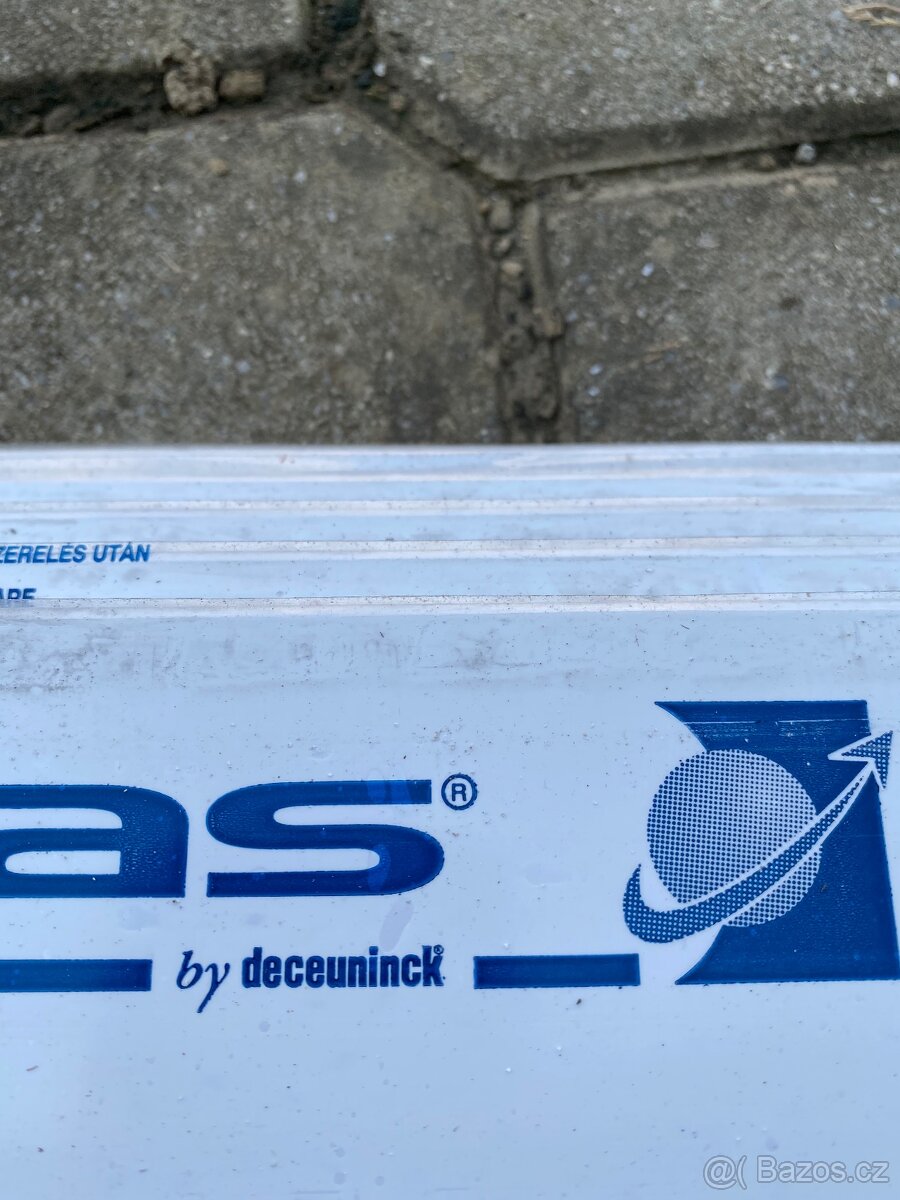 ZERELÉS UTÁN
as®
by deceuninck®
@( Bazos.cz